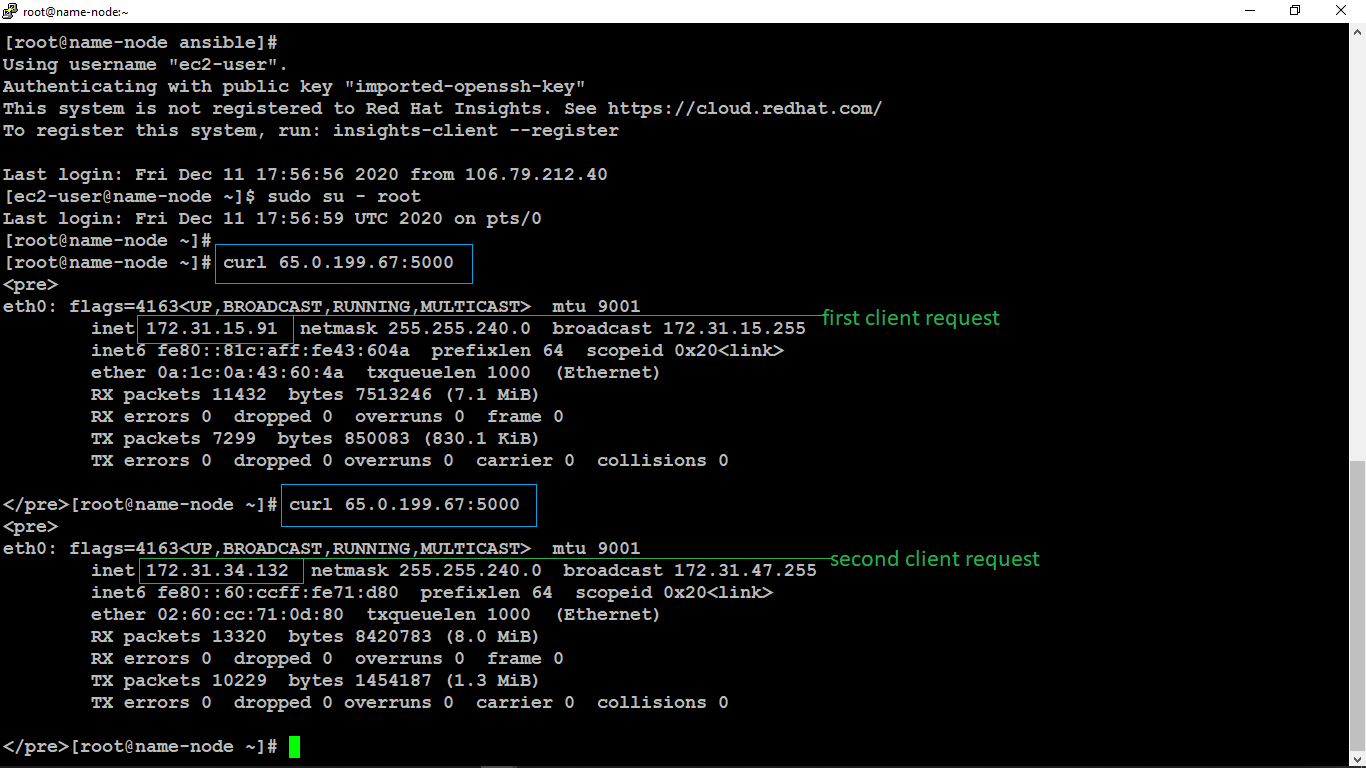 root@name-node:~
[root@name-node ansible]#
Using username "ec2-user".
Authenticating with public key "imported-openssh-key"
This system is not registered to Red Hat Insights. See https://cloud.redhat.com/
To register this system, run: insights-client --register
Last login: Fri Dec 11 17:56:56 2020 from 106.79.212.40
[ec2-user@name-node ~]$ sudo su - root
Last login: Fri Dec 11 17:56:59 UTC 2020 on pts/0
[root@name-node ~]#
[root@name-node ~]# curl 65.0.199.67:5000
<pre>
eth0: flags=4163<UP,BROADCAST,RUNNING,MULTICAST>  mtu 9001
inet 172.31.15.91  netmask 255.255.240.0  broadcast 172.31.15.255 first client request
inet6 fe80::81c:aff:fe43:604a  prefixlen 64  scopeid 0x20<link>
ether 0a:1c:0a:43:60:4a  txqueuelen 1000  (Ethernet)
RX packets 11432  bytes 7513246 (7.1 MiB)
RX errors 0  dropped 0  overruns 0  frame 0
TX packets 7299  bytes 850083 (830.1 KiB)
TX errors 0  dropped 0 overruns 0  carrier 0  collisions 0
</pre>[root@name-node ~]# curl 65.0.199.67:5000
<pre>
eth0: flags=4163<UP,BROADCAST,RUNNING,MULTICAST>  mtu 9001
inet 172.31.34.132  netmask 255.255.240.0  broadcast 172.31.47.255 second client request
inet6 fe80::60:ccff:fe71:d80  prefixlen 64  scopeid 0x20<link>
ether 02:60:cc:71:0d:80  txqueuelen 1000  (Ethernet)
RX packets 13320  bytes 8420783 (8.0 MiB)
RX errors 0  dropped 0  overruns 0  frame 0
TX packets 10229  bytes 1454187 (1.3 MiB)
TX errors 0  dropped 0 overruns 0  carrier 0  collisions 0
</pre>[root@name-node ~]#